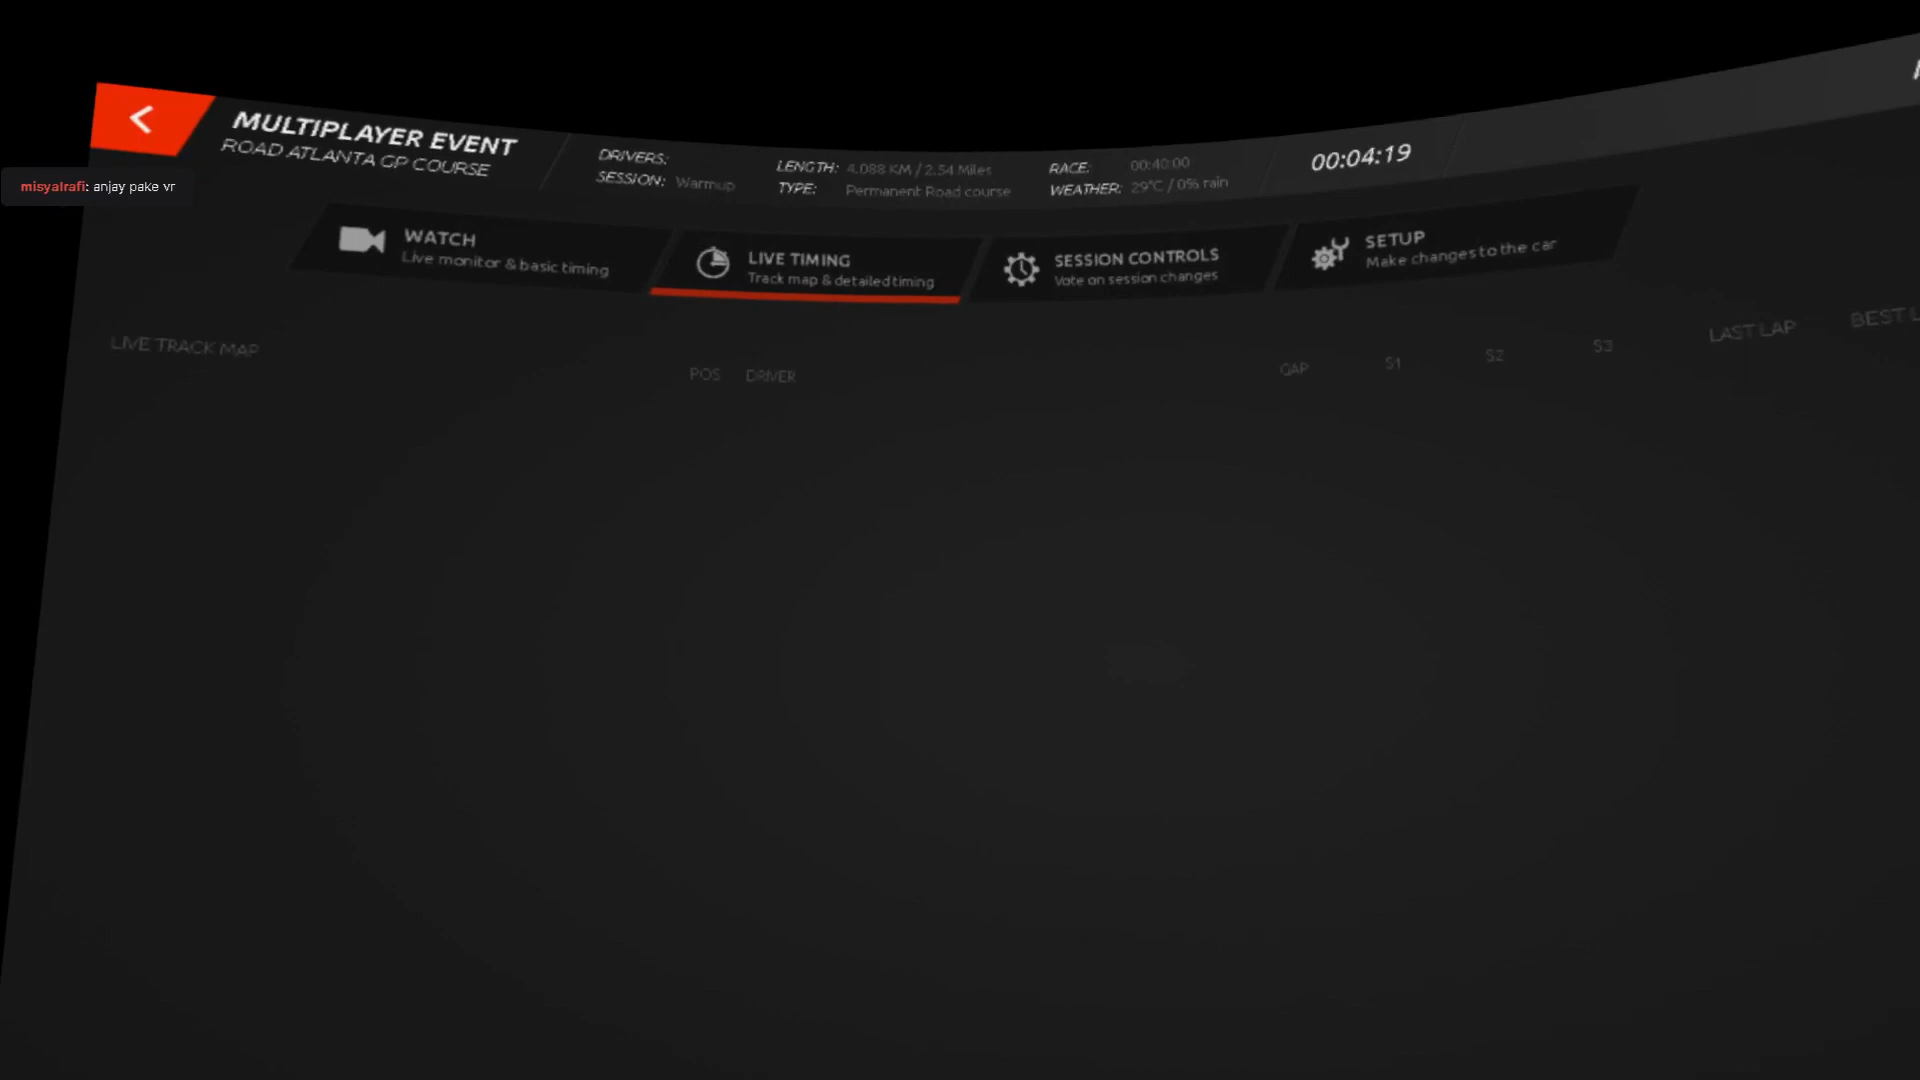 MULTIPLAYER EVENT
ROAD ATLANTA GP COURSE
DRIVERS:
SESSION: Warmup
LENGTH: 4.088 KM / 2.54 Miles
TYPE: Permanent Road course
RACE: 00:40:00
WEATHER: 29°C / 0% rain
00:04:19
misyalrafi: anjay pake vr
WATCH
Live monitor & basic timing
LIVE TIMING
Track map & detailed timing
SESSION CONTROLS
Vote on session changes
SETUP
Make changes to the car
LIVE TRACK MAP
POS DRIVER GAP S1 S2 S3 LAST LAP BEST L